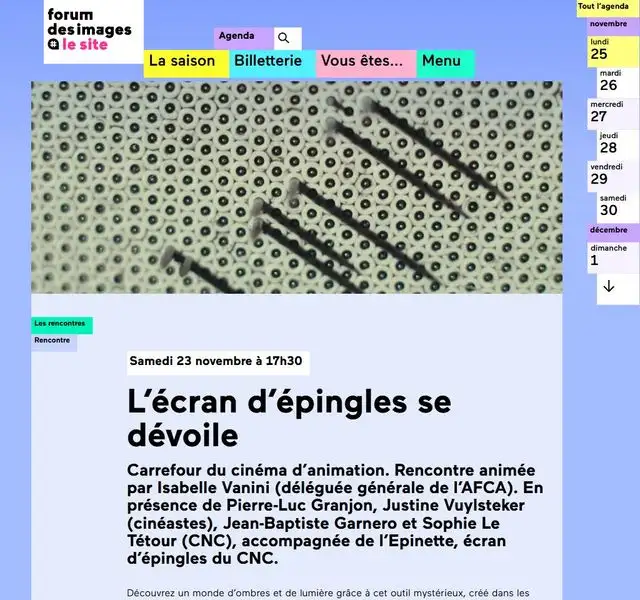 forum
des images
le site
Agenda
La saison
Billetterie
Vous êtes...
Menu
Tout l'agenda
novembre
lundi
25
mardi
26
mercredi
27
jeudi
28
vendredi
29
samedi
30
décembre
dimanche
1
Les rencontres
Rencontre
Samedi 23 novembre à 17h30
L'écran d'épingles se
dévoile
Carrefour du cinéma d'animation. Rencontre animée
par Isabelle Vanini (déléguée générale de l'AFCA). En
présence de Pierre-Luc Granjon, Justine Vuylsteker
(cinéastes), Jean-Baptiste Garnero et Sophie Le
Tétour (CNC), accompagnée de l'Epinette, écran
d'épingles du CNC.
Découvrez un monde d'ombres et de lumière grâce à cet outil mystérieux, créé dans les